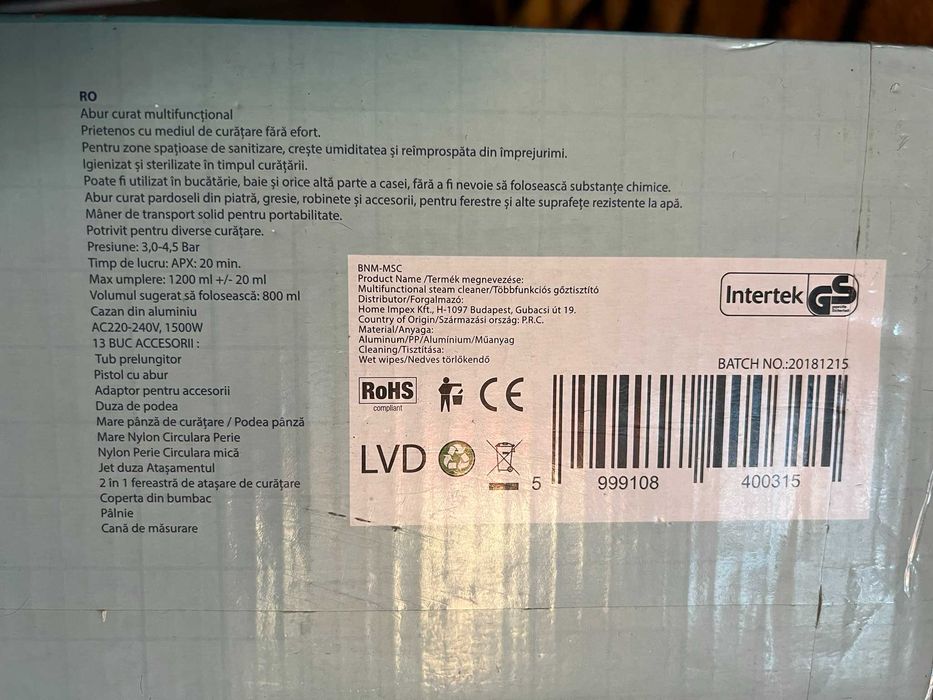 RO
Abur curat multifuncțional
Prietenos cu mediul de curățare fără efort.
Pentru zone spațioase de sanitizare, crește umiditatea și reîmprospăta din împrejurimi.
Igienizat și sterilizate în timpul curățării.
Poate fi utilizat în bucătărie, baie și orice altă parte a casei, fără a fi nevoie să folosească substanțe chimice.
Abur curat pardoseli din piatră, gresie, robinete și accesorii, pentru ferestre și alte suprafețe rezistente la apă.
Mâner de transport solid pentru portabilitate.
Potrivit pentru diverse curățare.
Presiune: 3,0-4,5 Bar
Timp de lucru: APX: 20 min.
Max umplere: 1200 ml +/- 20 ml
Volumul sugerat să folosească: 800 ml
Cazan din aluminiu
AC220-240V, 1500W
13 BUC ACCESORII :
Tub prelungitor
Pistol cu abur
Adaptor pentru accesorii
Duza de podea
Mare pânză de curățare / Podea pânză
Mare Nylon Circulara Perie
Nylon Perie Circulara mică
Jet duza Atașamentul
2 în 1 fereastră de atașare de curățare
Coperta din bumbac
Pâlnie
Cană de măsurare
BNM-MSC
Product Name /Termék megnevezése:
Multifunctional steam cleaner/Többfunkciós gőztisztító
Distributor/Forgalmazó:
Home Impex Kft., H-1097 Budapest, Gubacsi út 19.
Country of Origin/Származási ország: P.R.C.
Material/Anyaga:
Aluminum/PP/Alumínium/Műanyag
Cleaning/Tisztítása:
Wet wipes/Nedves törlőkendő
Intertek GS
BATCH NO.:20181215
RoHS
compliant
CE
LVD
5 999108 400315